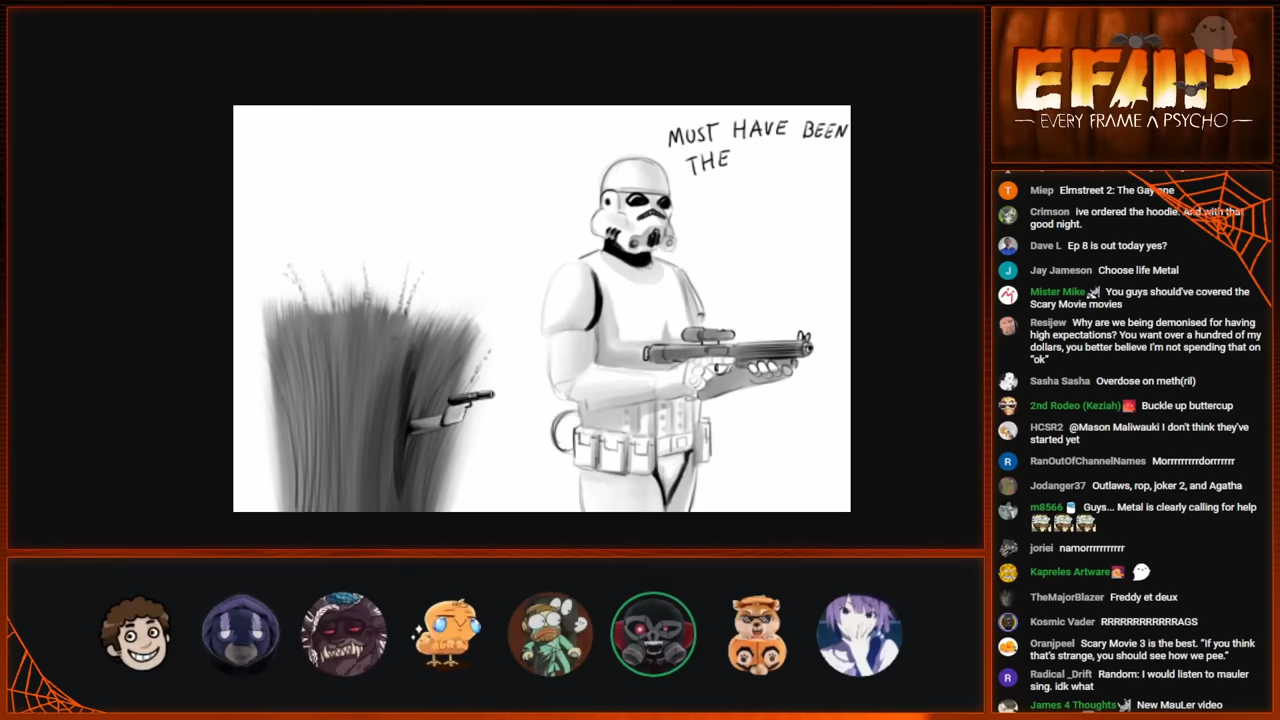 MUST HAVE BEEN
THE
EFAP
EVERY FRAME A PSYCHO
Miep Elmstreet 2: The Gay one
Crimson ive ordered the hoodie. And with that
good night.
Dave L Ep 8 is out today yes?
Jay Jameson Choose life Metal
Mister Mike You guys should've covered the
Scary Movie movies
Resijew Why are we being demonised for having
high expectations? You want over a hundred of my
dollars, you better believe I'm not spending that on
"ok"
Sasha Sasha Overdose on meth(ril)
2nd Rodeo (Keziah) Buckle up buttercup
HCSR2 @Mason Maliwauki I don't think they've
started yet
RanOutOfChannelNames Morrrrrrrrdorrrrrrr
Jodanger37 Outlaws, rop, joker 2, and Agatha
m8566 Guys... Metal is clearly calling for help
joriei namorrrrrrrrrrr
Kapreles Artware
TheMajorBlazer Freddy et deux
Kosmic Vader RRRRRRRRRRRRAGS
Oranjpeel Scary Movie 3 is the best. "If you think
that's strange, you should see how we pee."
Radical _Drift Random: I would listen to mauler
sing. idk what
James 4 Thoughts New MauLer video